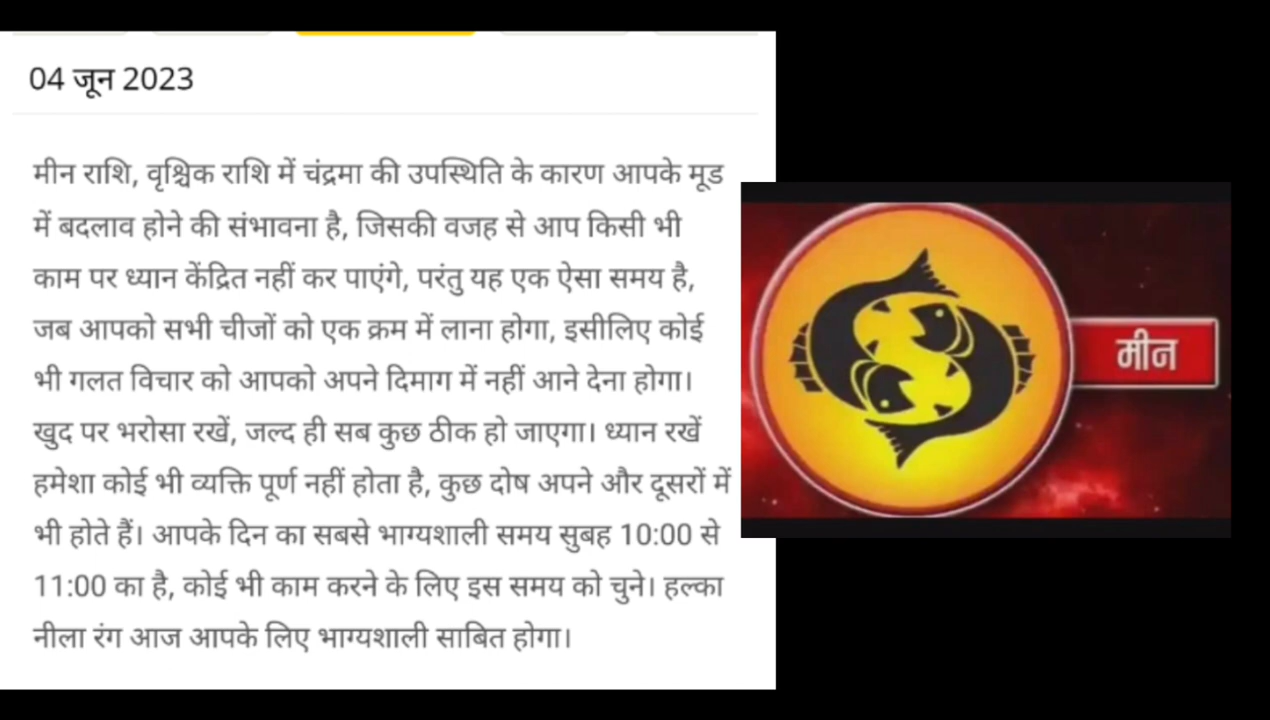 04 जून 2023
मीन राशि, वृश्चिक राशि में चंद्रमा की उपस्थिति के कारण आपके मूड
में बदलाव होने की संभावना है, जिसकी वजह से आप किसी भी
काम पर ध्यान केंद्रित नहीं कर पाएंगे, परंतु यह एक ऐसा समय है,
जब आपको सभी चीजों को एक क्रम में लाना होगा, इसीलिए कोई
भी गलत विचार को आपको अपने दिमाग में नहीं आने देना होगा।
खुद पर भरोसा रखें, जल्द ही सब कुछ ठीक हो जाएगा। ध्यान रखें
हमेशा कोई भी व्यक्ति पूर्ण नहीं होता है, कुछ दोष अपने और दूसरों में
भी होते हैं। आपके दिन का सबसे भाग्यशाली समय सुबह 10:00 से
11:00 का है, कोई भी काम करने के लिए इस समय को चुने। हल्का
नीला रंग आज आपके लिए भाग्यशाली साबित होगा।
मीन